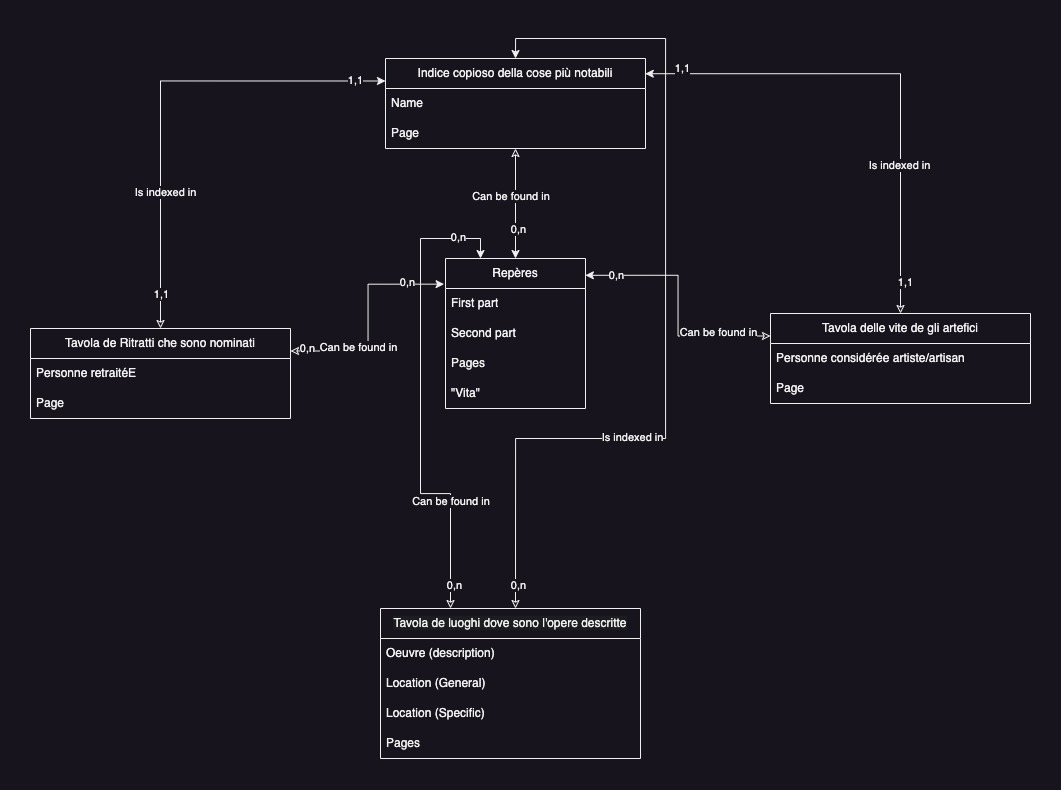 Indice copioso della cose più notabili
Name
Page
1,1
1,1
Is indexed in
Is indexed in
Can be found in
0,n
0,n
Repères
First part
Second part
Pages
"Vita"
0,n
0,n
1,1
1,1
Tavola de Ritratti che sono nominati
Personne retraitéE
Page
0,n
Can be found in
Can be found in
Tavola delle vite de gli artefici
Personne considérée artiste/artisan
Page
Is indexed in
Can be found in
0,n
0,n
Tavola de luoghi dove sono l'opere descritte
Oeuvre (description)
Location (General)
Location (Specific)
Pages